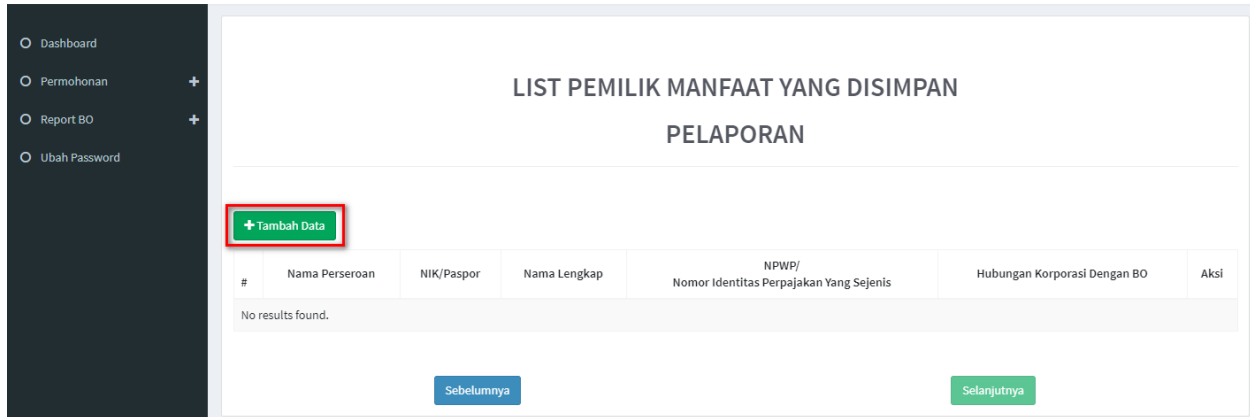 Dashboard
Permohonan
Report BO
Ubah Password
LIST PEMILIK MANFAAT YANG DISIMPAN
PELAPORAN
+Tambah Data
# Nama Perseroan NIK/Paspor Nama Lengkap NPWP/
Nomor Identitas Perpajakan Yang Sejenis Hubungan Korporasi Dengan BO Aksi
No results found.
Sebelumnya Selanjutnya